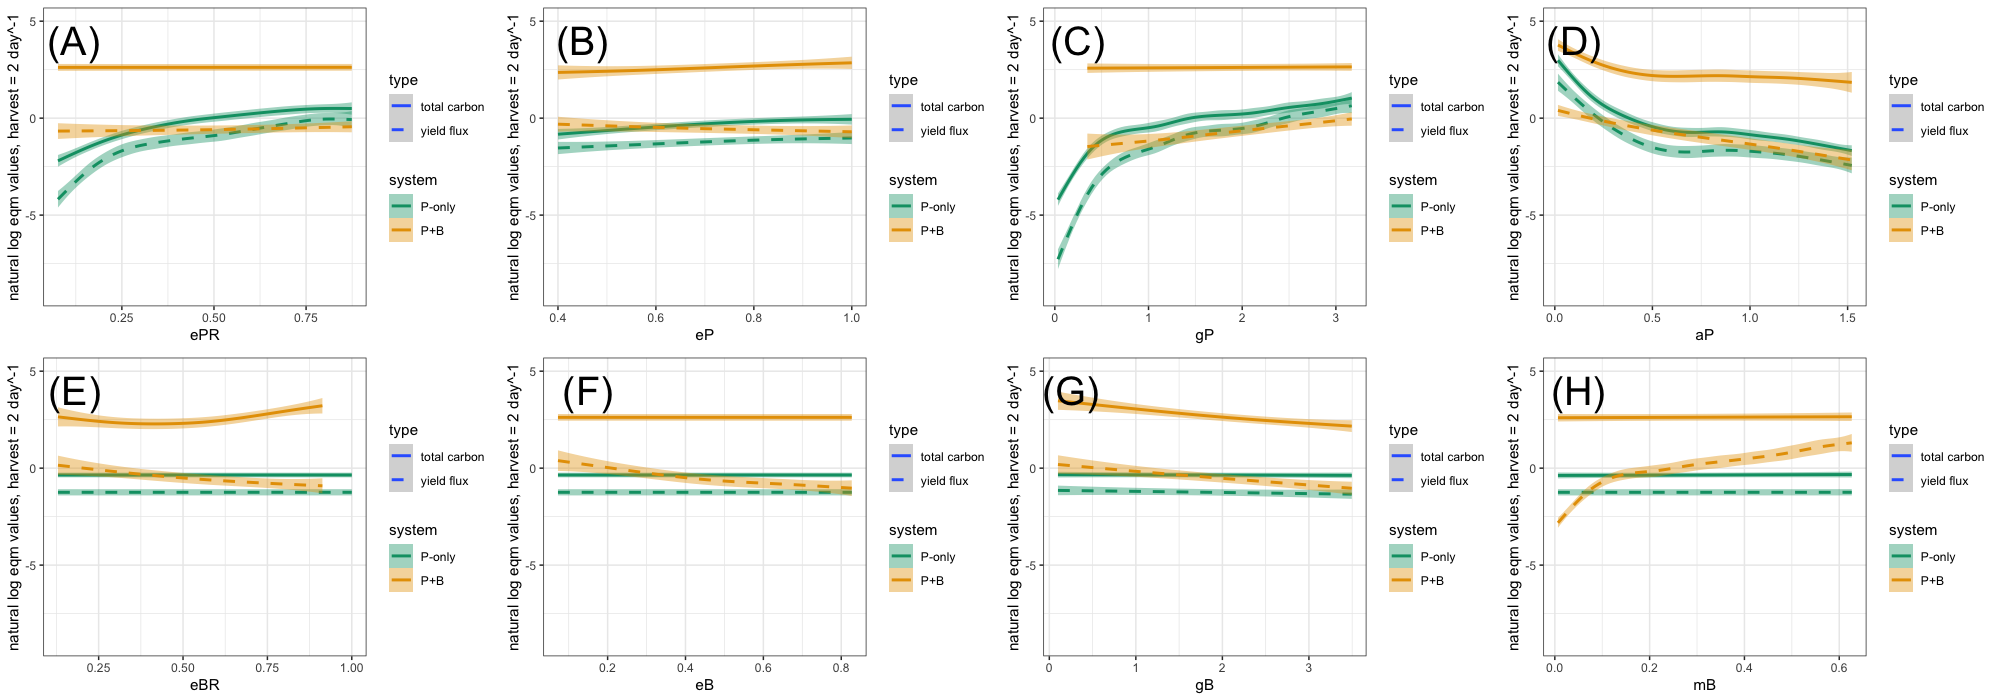 (A)
natural log eqm values, harvest = 2 day^-1
5
0
-5
0.25
0.50
0.75
ePR
type
total carbon
yield flux
system
P-only
P+B
(B)
natural log eqm values, harvest = 2 day^-1
5
0
-5
0.4
0.6
0.8
1.0
eP
type
total carbon
yield flux
system
P-only
P+B
(C)
natural log eqm values, harvest = 2 day^-1
5
0
-5
0
1
2
3
gP
type
total carbon
yield flux
system
P-only
P+B
(D)
natural log eqm values, harvest = 2 day^-1
5
0
-5
0.0
0.5
1.0
1.5
aP
type
total carbon
yield flux
system
P-only
P+B
(E)
natural log eqm values, harvest = 2 day^-1
5
0
-5
0.25
0.50
0.75
1.00
eBR
type
total carbon
yield flux
system
P-only
P+B
(F)
natural log eqm values, harvest = 2 day^-1
5
0
-5
0.2
0.4
0.6
0.8
eB
type
total carbon
yield flux
system
P-only
P+B
(G)
natural log eqm values, harvest = 2 day^-1
5
0
-5
0
1
2
3
gB
type
total carbon
yield flux
system
P-only
P+B
(H)
natural log eqm values, harvest = 2 day^-1
5
0
-5
0.0
0.2
0.4
0.6
mB
type
total carbon
yield flux
system
P-only
P+B